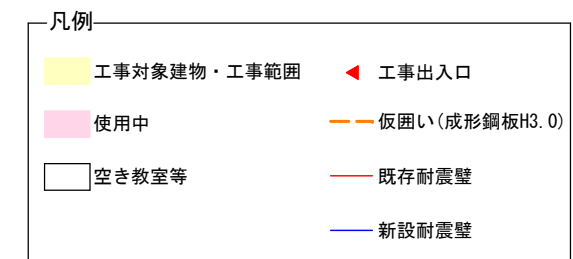 凡例
工事対象建物・工事範囲
工事出入口
使用中
仮囲い(成形鋼板H3.0)
空き教室等
既存耐震璧
新設耐震璧